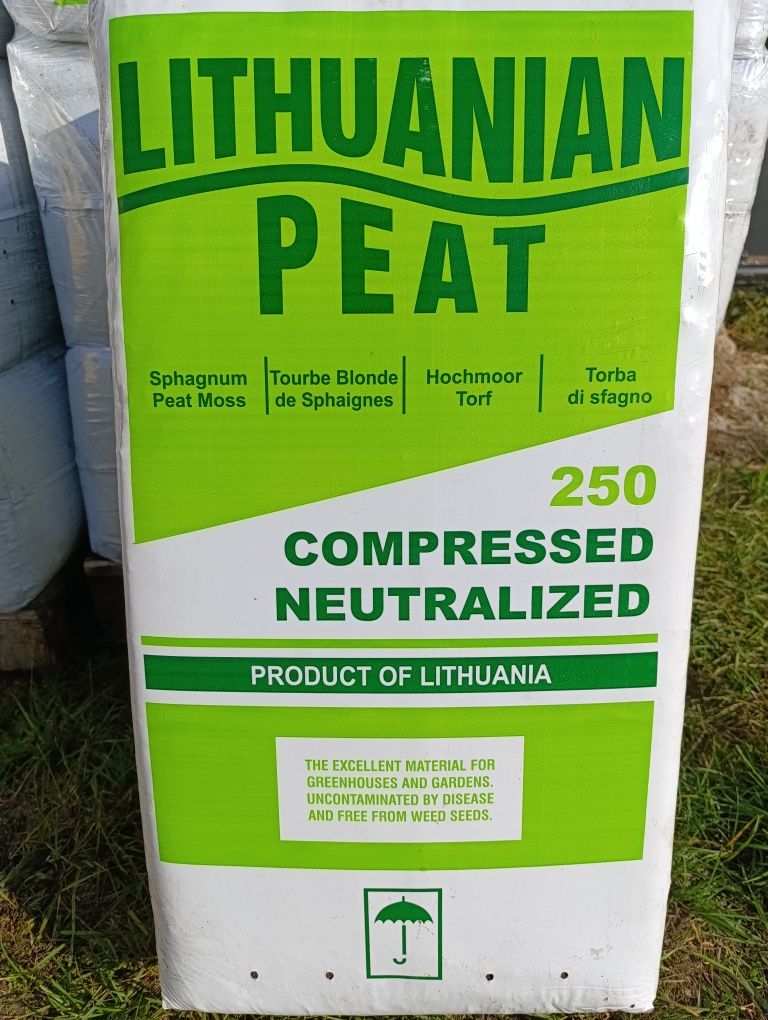 LITHUANIAN
PEAT
Sphagnum
Peat Moss
Tourbe Blonde
de Sphaignes
Hochmoor
Torf
Torba
di sfagno
250
COMPRESSED
NEUTRALIZED
PRODUCT OF LITHUANIA
THE EXCELLENT MATERIAL FOR
GREENHOUSES AND GARDENS.
UNCONTAMINATED BY DISEASE
AND FREE FROM WEED SEEDS.